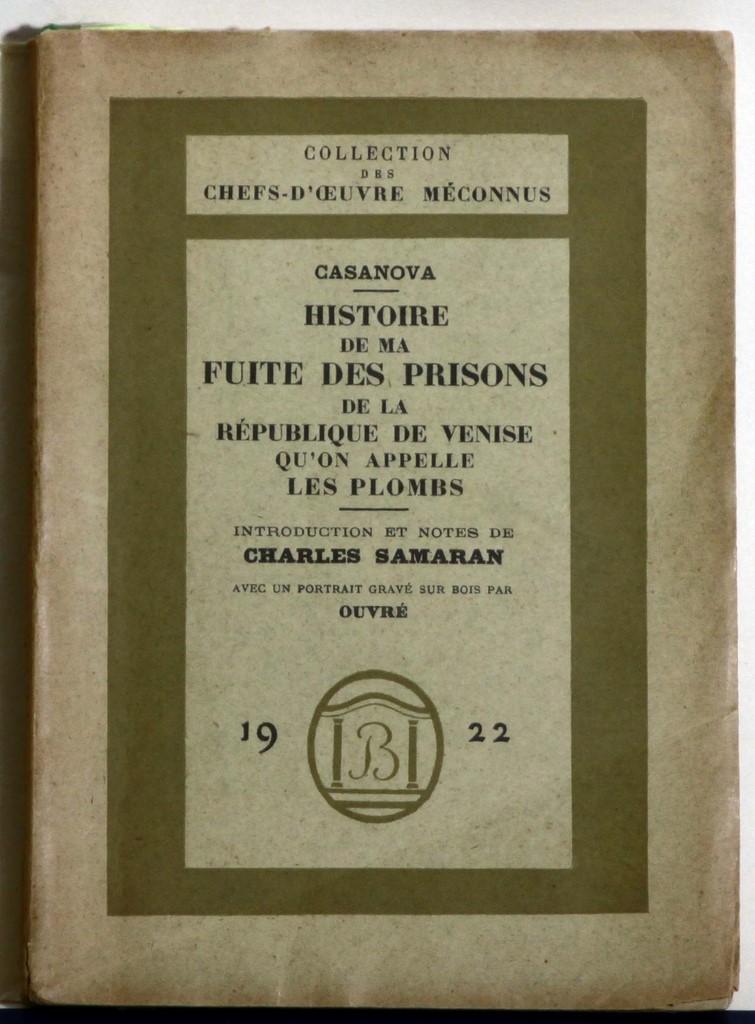 COLLECTION
DES
CHEFS-D'ŒUVRE MÉCONNUS
CASANOVA
HISTOIRE
DE MA
FUITE DES PRISONS
DE LA
RÉPUBLIQUE DE VENISE
QU'ON APPELLE
LES PLOMBS
INTRODUCTION ET NOTES DE
CHARLES SAMARAN
AVEC UN PORTRAIT GRAVÉ SUR BOIS PAR
OUVRÉ
19 B 22